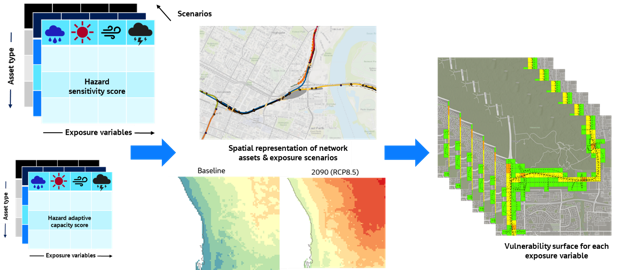 Scenarios
Asset type
Hazard
sensitivity score
Exposure variables
Asset type
Hazard adaptive
capacity score
Exposure variables
Spatial representation of network
assets & exposure scenarios
Baseline
2090 (RCP8.5)
Vulnerability surface for each
exposure variable